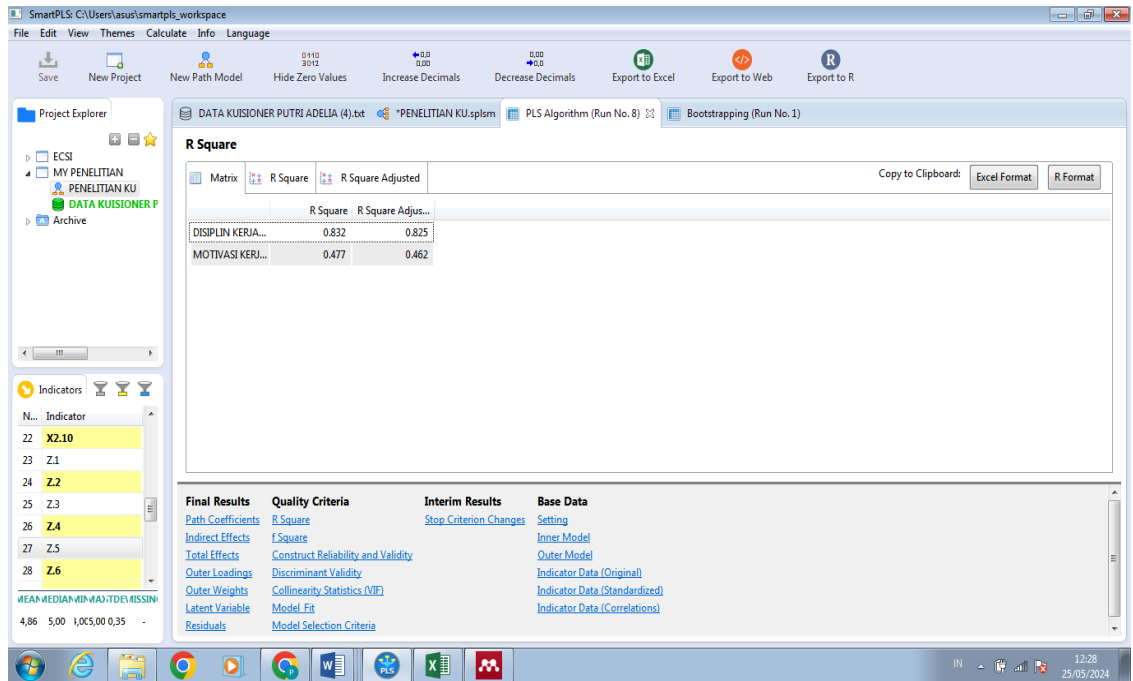 SmartPLS: C:\Users\asus\smartpls_workspace
File Edit View Themes Calculate Info Language
Save New Project New Path Model Hide Zero Values Increase Decimals Decrease Decimals Export to Excel Export to Web Export to R
Project Explorer
ECSI
MY PENELITIAN
PENELITIAN KU
DATA KUISIONER P
Archive
DATA KUISIONER PUTRI ADELIA (4).txt *PENELITIAN KU.splsm PLS Algorithm (Run No. 8) Bootstrapping (Run No. 1)
R Square
Matrix R Square R Square Adjusted Copy to Clipboard: Excel Format R Format
R Square R Square Adjus...
DISIPLIN KERJA... 0.832 0.825
MOTIVASI KERJ... 0.477 0.462
Indicators
N... Indicator
22 X2.10
23 Z.1
24 Z.2
25 Z.3
26 Z.4
27 Z.5
28 Z.6
4,86 5,00
Final Results Quality Criteria Interim Results Base Data
Path Coefficients R Square Stop Criterion Changes Setting
Indirect Effects f Square Inner Model
Total Effects Construct Reliability and Validity Outer Model
Outer Loadings Discriminant Validity Indicator Data (Original)
Outer Weights Collinearity Statistics (VIF) Indicator Data (Standardized)
Latent Variable Model Fit Indicator Data (Correlations)
Residuals Model Selection Criteria
IN 12:28
25/05/2024